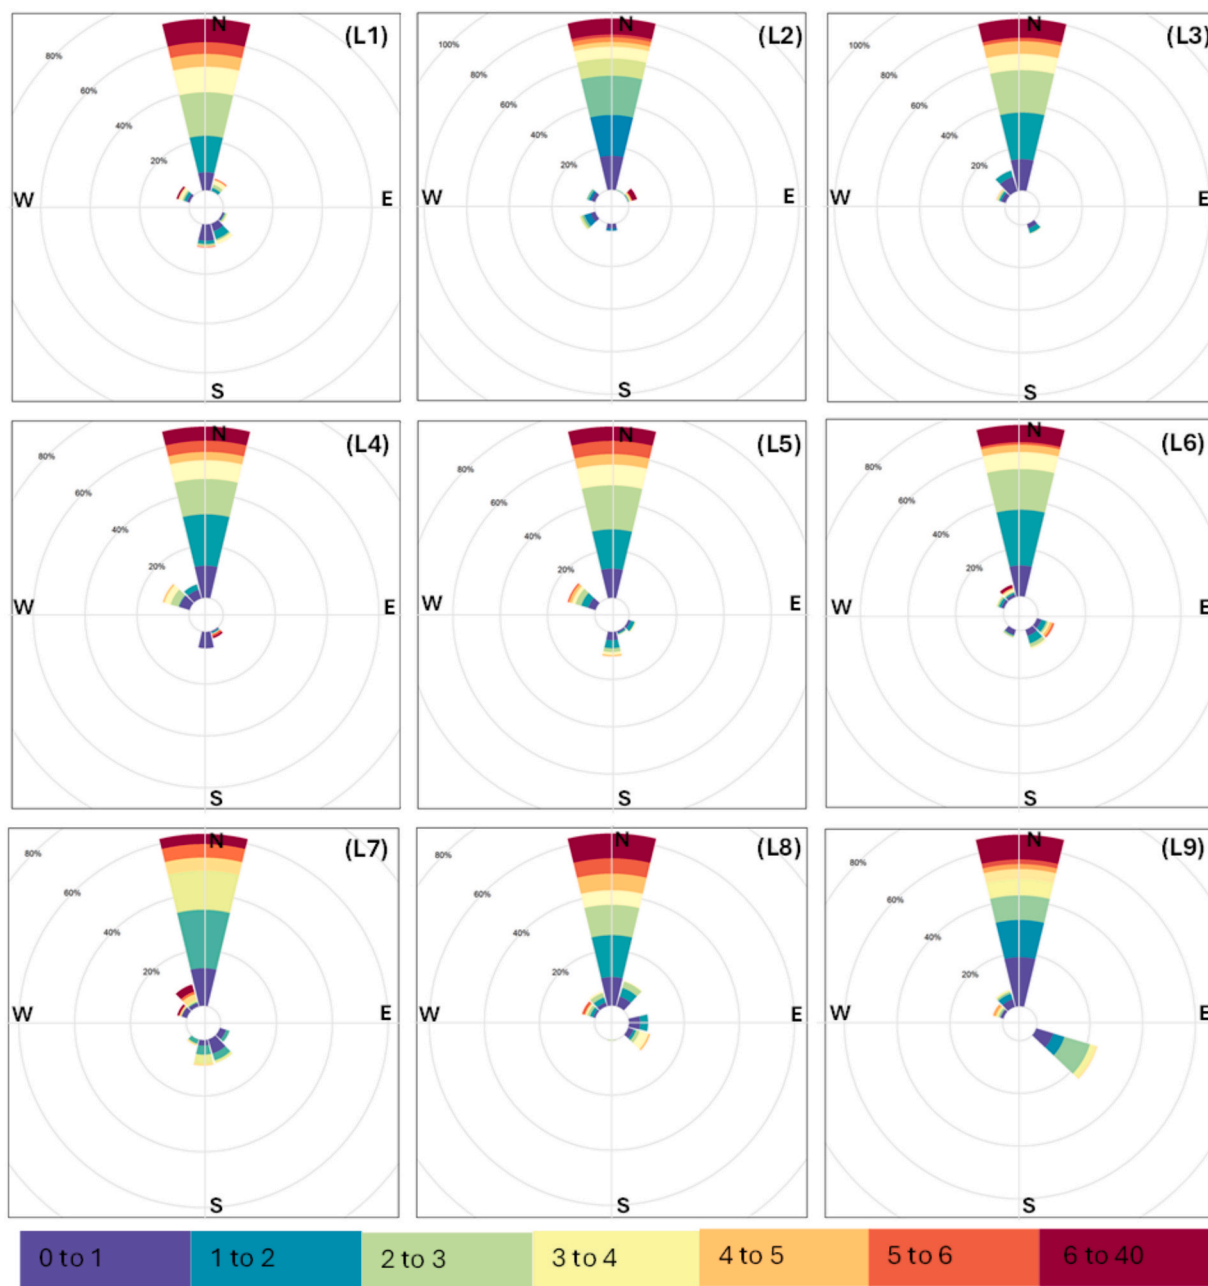 N (L1) N (L2) N (L3)
80% 100% 100%
60% 80% 80%
40% 60% 60%
20% 40% 40%
20% 20%
W E W E W E
S S S
N (L4) N (L5) N (L6)
80% 80% 80%
60% 60% 60%
40% 40% 40%
20% 20% 20%
W E W E W E
S S S
N (L7) N (L8) N (L9)
80% 80% 80%
60% 60% 60%
40% 40% 40%
20% 20% 20%
W E W E W E
S S S
0 to 1 1 to 2 2 to 3 3 to 4 4 to 5 5 to 6 6 to 40